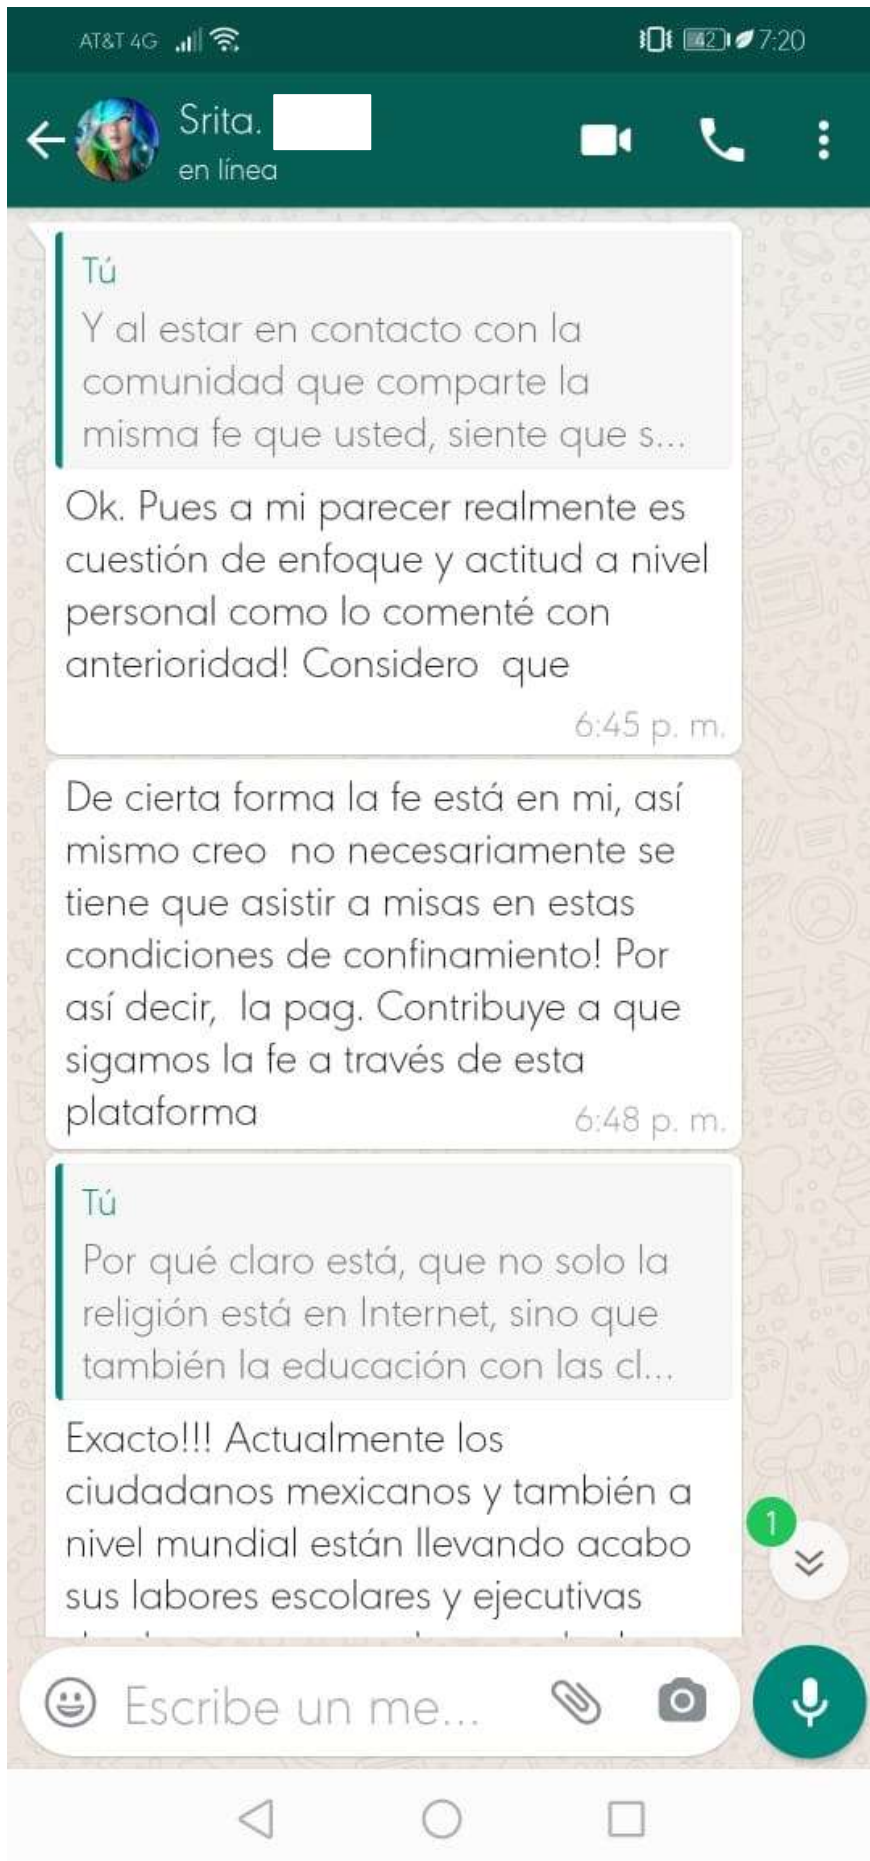 AT&T 4G 42 7:20
Srita.
en línea
Tú
Y al estar en contacto con la
comunidad que comparte la
misma fe que usted, siente que s...
Ok. Pues a mi parecer realmente es
cuestión de enfoque y actitud a nivel
personal como lo comenté con
anterioridad! Considero que
6:45 p. m.
De cierta forma la fe está en mi, así
mismo creo no necesariamente se
tiene que asistir a misas en estas
condiciones de confinamiento! Por
así decir, la pag. Contribuye a que
sigamos la fe a través de esta
plataforma
6:48 p. m.
Tú
Por qué claro está, que no solo la
religión está en Internet, sino que
también la educación con las cl...
Exacto!!! Actualmente los
ciudadanos mexicanos y también a
nivel mundial están llevando acabo
sus labores escolares y ejecutivas
1
Escribe un me...